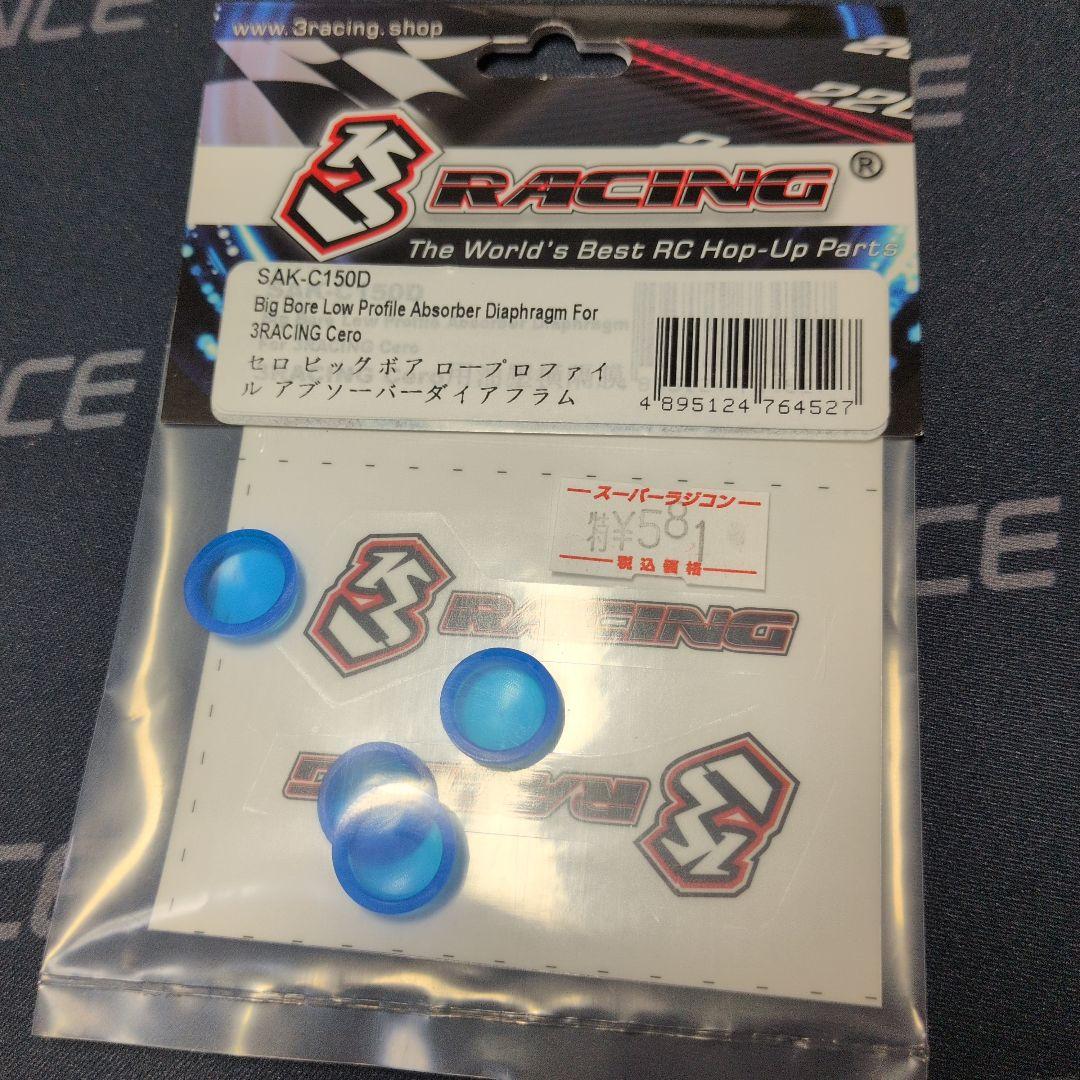 www.3racing.shop
3RACING®
The World's Best RC Hop-Up Parts
SAK-C150D
Big Bore Low Profile Absorber Diaphragm For
3RACING Cero
セロ ビッグボア ロープロファイ
ル アブソーバーダイアフラム
4 895124 764527
スーパーラジコン
特 ¥581
税込価格
3RACING
3RACING
CE
CE